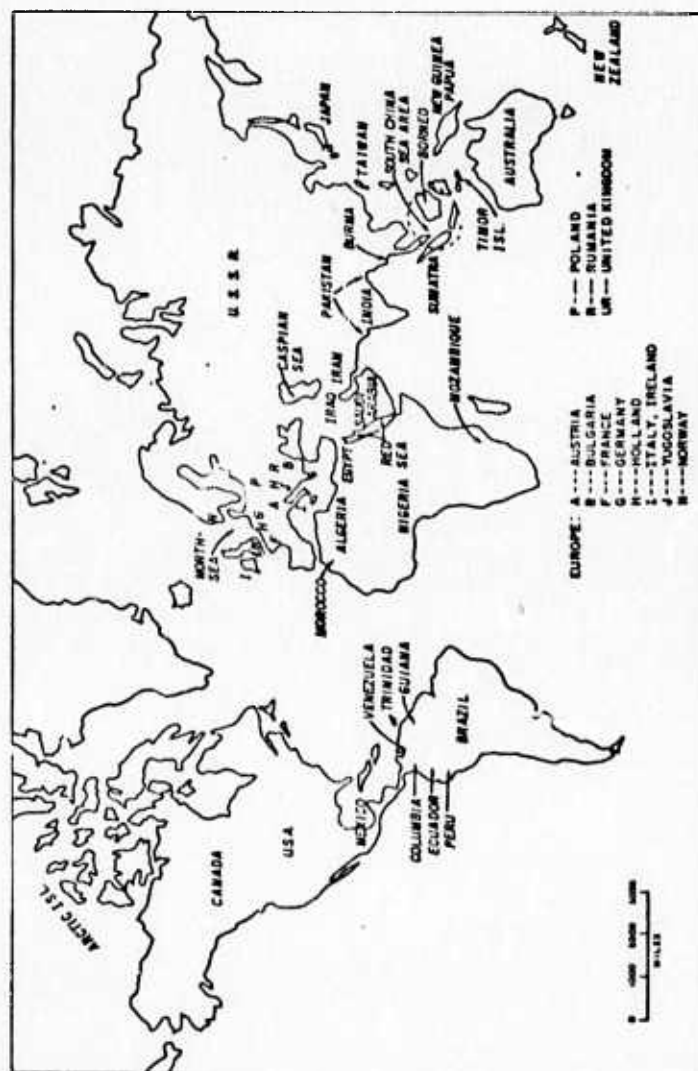 ARCTIC ISL
CANADA
USA
MEXICO
COLUMBIA
ECUADOR
PERU
VENEZUELA
TRINIDAD
GUIANA
BRAZIL
NORTH-
SEA
I
H G
P
A H R
J B
F
MOROCCO
ALGERIA
NIGERIA
EGYPT
RED
SEA
SAUDI
ARABIA
IRAQ
IRAN
CASPIAN
SEA
U. S. S. R.
MOZAMBIQUE
PAKISTAN
INDIA
BURMA
JAPAN
TAIWAN
SOUTH CHINA
SEA AREA
BORNEO
NEW GUINEA
PAPUA
SUMATRA
TIMOR
ISL.
AUSTRALIA
NEW
ZEALAND
MILES
EUROPE: A --- AUSTRIA
B --- BULGARIA
F --- FRANCE
G --- GERMANY
H --- HOLLAND
I --- ITALY, IRELAND
J --- YUGOSLAVIA
N --- NORWAY
P --- POLAND
R --- RUMANIA
UK --- UNITED KINGDOM